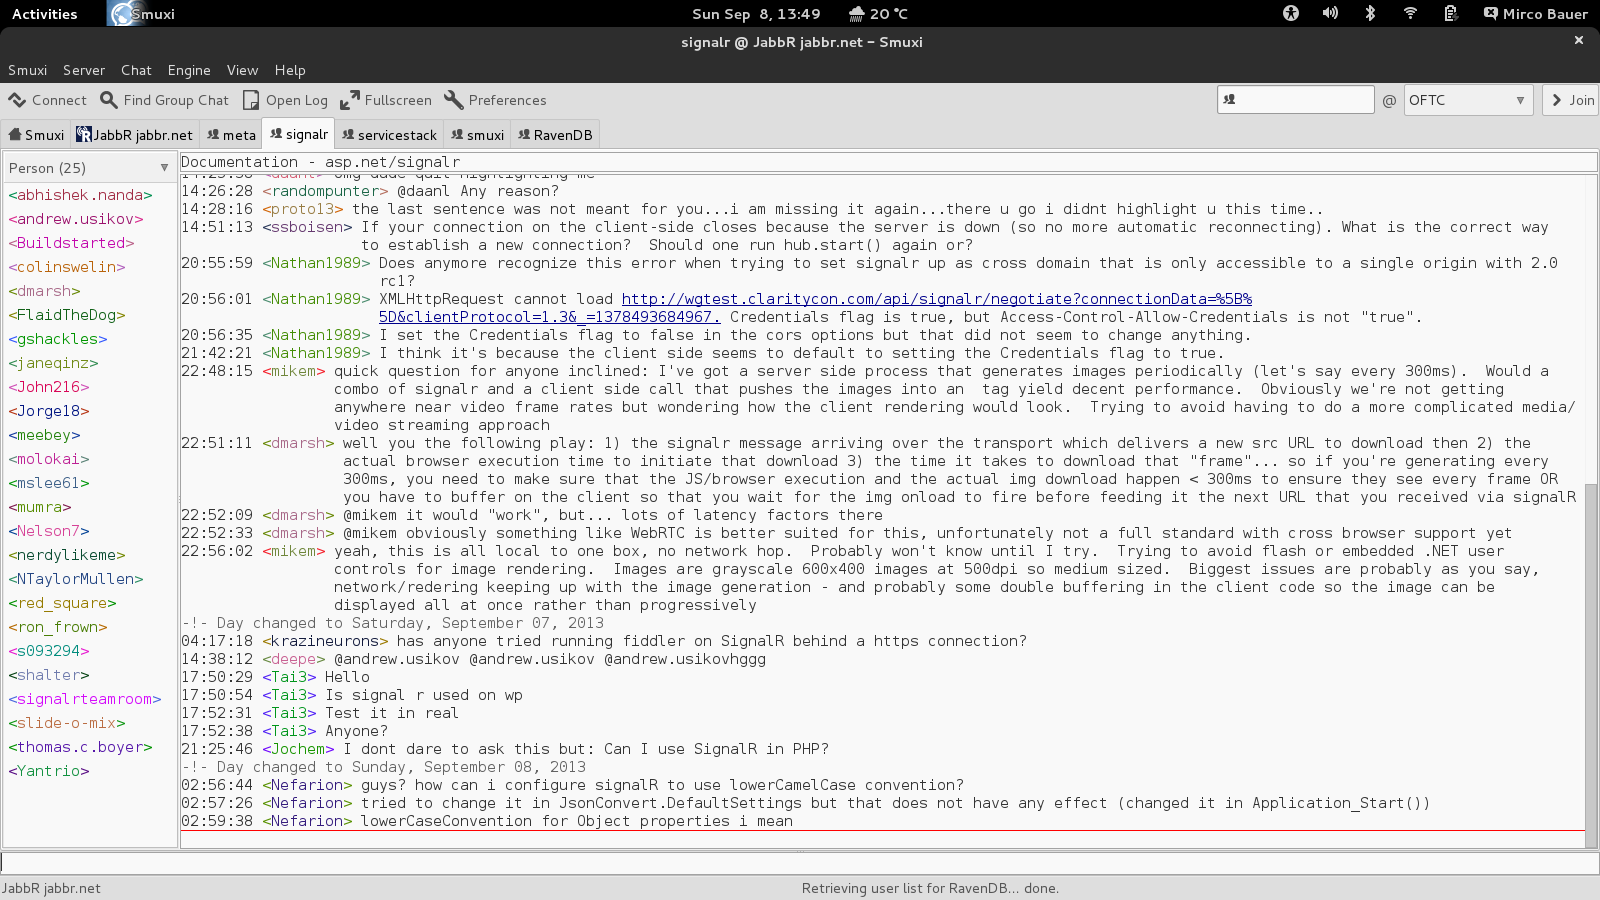 Activities Smuxi Sun Sep 8, 13:49 20 °C Mirco Bauer
signalr @ JabbR jabbr.net – Smuxi ×
Smuxi Server Chat Engine View Help
Connect Find Group Chat Open Log Fullscreen Preferences @ OFTC Join
Smuxi JabbR jabbr.net meta signalr servicestack smuxi RavenDB
Person (25)
<abhishek.nanda>
<andrew.usikov>
<Buildstarted>
<colinswelin>
<dmarsh>
<FlaidTheDog>
<gshackles>
<janeqinz>
<John216>
<Jorge18>
<meebey>
<molokai>
<mslee61>
<mumra>
<Nelson7>
<nerdylikeme>
<NTaylorMullen>
<red_square>
<ron_frown>
<s093294>
<shalter>
<signalrteamroom>
<slide-o-mix>
<thomas.c.boyer>
<Yantrio>
Documentation - asp.net/signalr
<daanl> omg dude quit highlighting me
14:26:28 <randompunter> @daanl Any reason?
14:28:16 <proto13> the last sentence was not meant for you...i am missing it again...there u go i didnt highlight u this time..
14:51:13 <ssboisen> If your connection on the client-side closes because the server is down (so no more automatic reconnecting). What is the correct way
to establish a new connection?  Should one run hub.start() again or?
20:55:59 <Nathan1989> Does anymore recognize this error when trying to set signalr up as cross domain that is only accessible to a single origin with 2.0
rc1?
20:56:01 <Nathan1989> XMLHttpRequest cannot load http://wgtest.claritycon.com/api/signalr/negotiate?connectionData=%5B%
5D&clientProtocol=1.3&_=1378493684967. Credentials flag is true, but Access-Control-Allow-Credentials is not "true".
20:56:35 <Nathan1989> I set the Credentials flag to false in the cors options but that did not seem to change anything.
21:42:21 <Nathan1989> I think it's because the client side seems to default to setting the Credentials flag to true.
22:48:15 <mikem> quick question for anyone inclined: I've got a server side process that generates images periodically (let's say every 300ms).  Would a
combo of signalr and a client side call that pushes the images into an  tag yield decent performance.  Obviously we're not getting
anywhere near video frame rates but wondering how the client rendering would look.  Trying to avoid having to do a more complicated media/
video streaming approach
22:51:11 <dmarsh> well you the following play: 1) the signalr message arriving over the transport which delivers a new src URL to download then 2) the
actual browser execution time to initiate that download 3) the time it takes to download that "frame"... so if you're generating every
300ms, you need to make sure that the JS/browser execution and the actual img download happen < 300ms to ensure they see every frame OR
you have to buffer on the client so that you wait for the img onload to fire before feeding it the next URL that you received via signalR
22:52:09 <dmarsh> @mikem it would "work", but... lots of latency factors there
22:52:33 <dmarsh> @mikem obviously something like WebRTC is better suited for this, unfortunately not a full standard with cross browser support yet
22:56:02 <mikem> yeah, this is all local to one box, no network hop.  Probably won't know until I try.  Trying to avoid flash or embedded .NET user
controls for image rendering.  Images are grayscale 600x400 images at 500dpi so medium sized.  Biggest issues are probably as you say,
network/redering keeping up with the image generation - and probably some double buffering in the client code so the image can be
displayed all at once rather than progressively
-!- Day changed to Saturday, September 07, 2013
04:17:18 <krazineurons> has anyone tried running fiddler on SignalR behind a https connection?
14:38:12 <deepe> @andrew.usikov @andrew.usikov @andrew.usikovhggg
17:50:29 <Tai3> Hello
17:50:54 <Tai3> Is signal r used on wp
17:52:31 <Tai3> Test it in real
17:52:38 <Tai3> Anyone?
21:25:46 <Jochem> I dont dare to ask this but: Can I use SignalR in PHP?
-!- Day changed to Sunday, September 08, 2013
02:56:44 <Nefarion> guys? how can i configure signalR to use lowerCamelCase convention?
02:57:26 <Nefarion> tried to change it in JsonConvert.DefaultSettings but that does not have any effect (changed it in Application_Start())
02:59:38 <Nefarion> lowerCaseConvention for Object properties i mean
JabbR jabbr.net Retrieving user list for RavenDB... done.